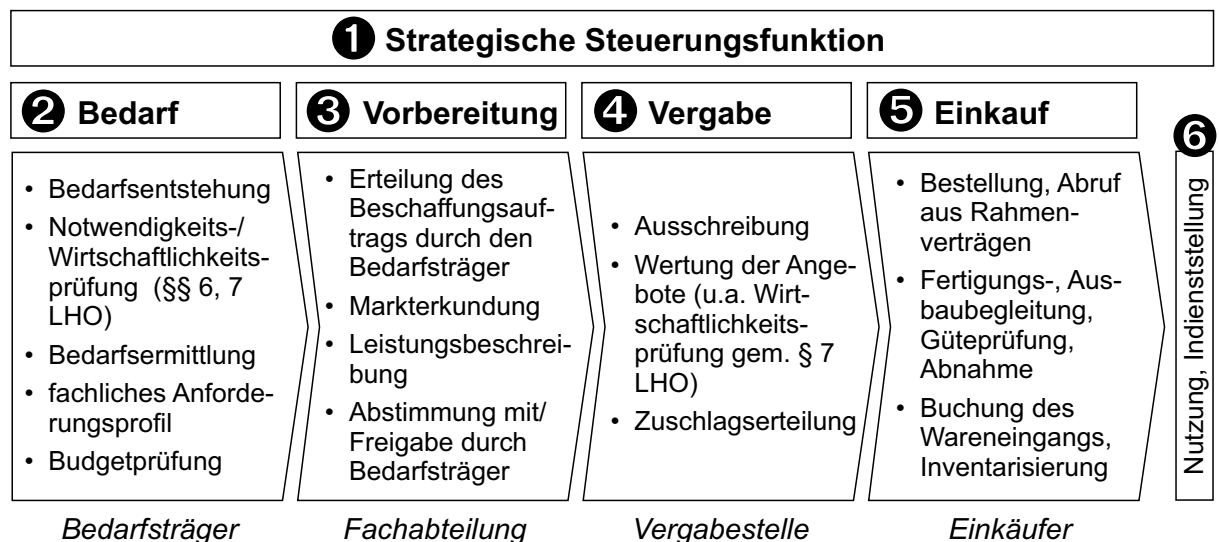 ❶ Strategische Steuerungsfunktion
❷ Bedarf
• Bedarfsentstehung
• Notwendigkeits-/
Wirtschaftlichkeits-
prüfung (§§ 6, 7
LHO)
• Bedarfsermittlung
• fachliches Anforde-
rungsprofil
• Budgetprüfung
Bedarfsträger
❸ Vorbereitung
• Erteilung des
Beschaffungsauf-
trags durch den
Bedarfsträger
• Markterkundung
• Leistungsbeschrei-
bung
• Abstimmung mit/
Freigabe durch
Bedarfsträger
Fachabteilung
❹ Vergabe
• Ausschreibung
• Wertung der Ange-
bote (u.a. Wirt-
schaftlichkeits-
prüfung gem. § 7
LHO)
• Zuschlagserteilung
Vergabestelle
❺ Einkauf
• Bestellung, Abruf
aus Rahmen-
verträgen
• Fertigungs-, Aus-
baubegleitung,
Güteprüfung,
Abnahme
• Buchung des
Wareneingangs,
Inventarisierung
Einkäufer
❻
Nutzung, Indienststellung